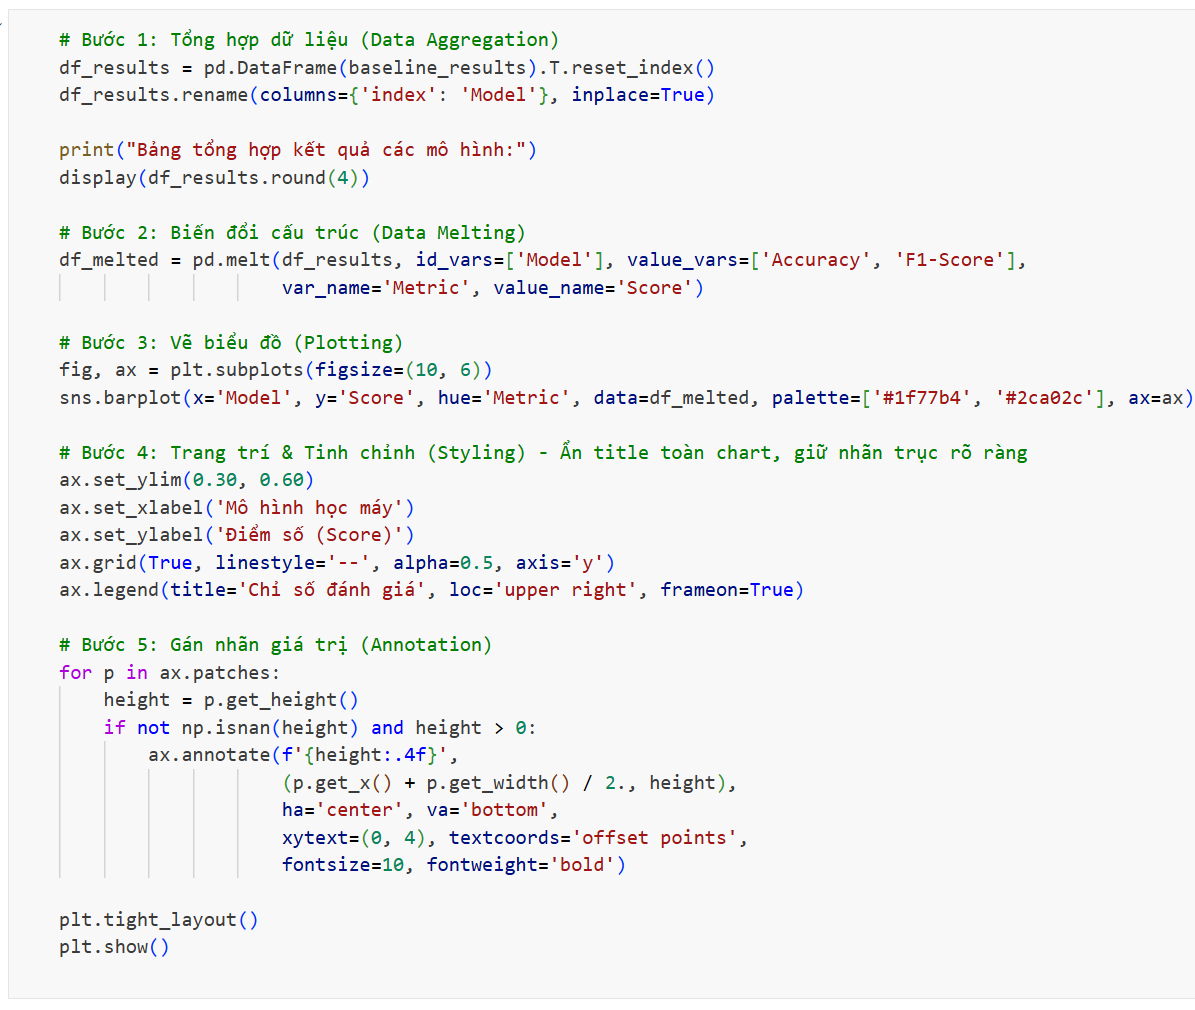 # Bước 1: Tổng hợp dữ liệu (Data Aggregation)
df_results = pd.DataFrame(baseline_results).T.reset_index()
df_results.rename(columns={'index': 'Model'}, inplace=True)

print("Bảng tổng hợp kết quả các mô hình:")
display(df_results.round(4))

# Bước 2: Biến đổi cấu trúc (Data Melting)
df_melted = pd.melt(df_results, id_vars=['Model'], value_vars=['Accuracy', 'F1-Score'],
                    var_name='Metric', value_name='Score')

# Bước 3: Vẽ biểu đồ (Plotting)
fig, ax = plt.subplots(figsize=(10, 6))
sns.barplot(x='Model', y='Score', hue='Metric', data=df_melted, palette=['#1f77b4', '#2ca02c'], ax=ax)

# Bước 4: Trang trí & Tinh chỉnh (Styling) - Ẩn title toàn chart, giữ nhãn trục rõ ràng
ax.set_ylim(0.30, 0.60)
ax.set_xlabel('Mô hình học máy')
ax.set_ylabel('Điểm số (Score)')
ax.grid(True, linestyle='--', alpha=0.5, axis='y')
ax.legend(title='Chỉ số đánh giá', loc='upper right', frameon=True)

# Bước 5: Gán nhãn giá trị (Annotation)
for p in ax.patches:
    height = p.get_height()
    if not np.isnan(height) and height > 0:
        ax.annotate(f'{height:.4f}',
                    (p.get_x() + p.get_width() / 2., height),
                    ha='center', va='bottom',
                    xytext=(0, 4), textcoords='offset points',
                    fontsize=10, fontweight='bold')

plt.tight_layout()
plt.show()